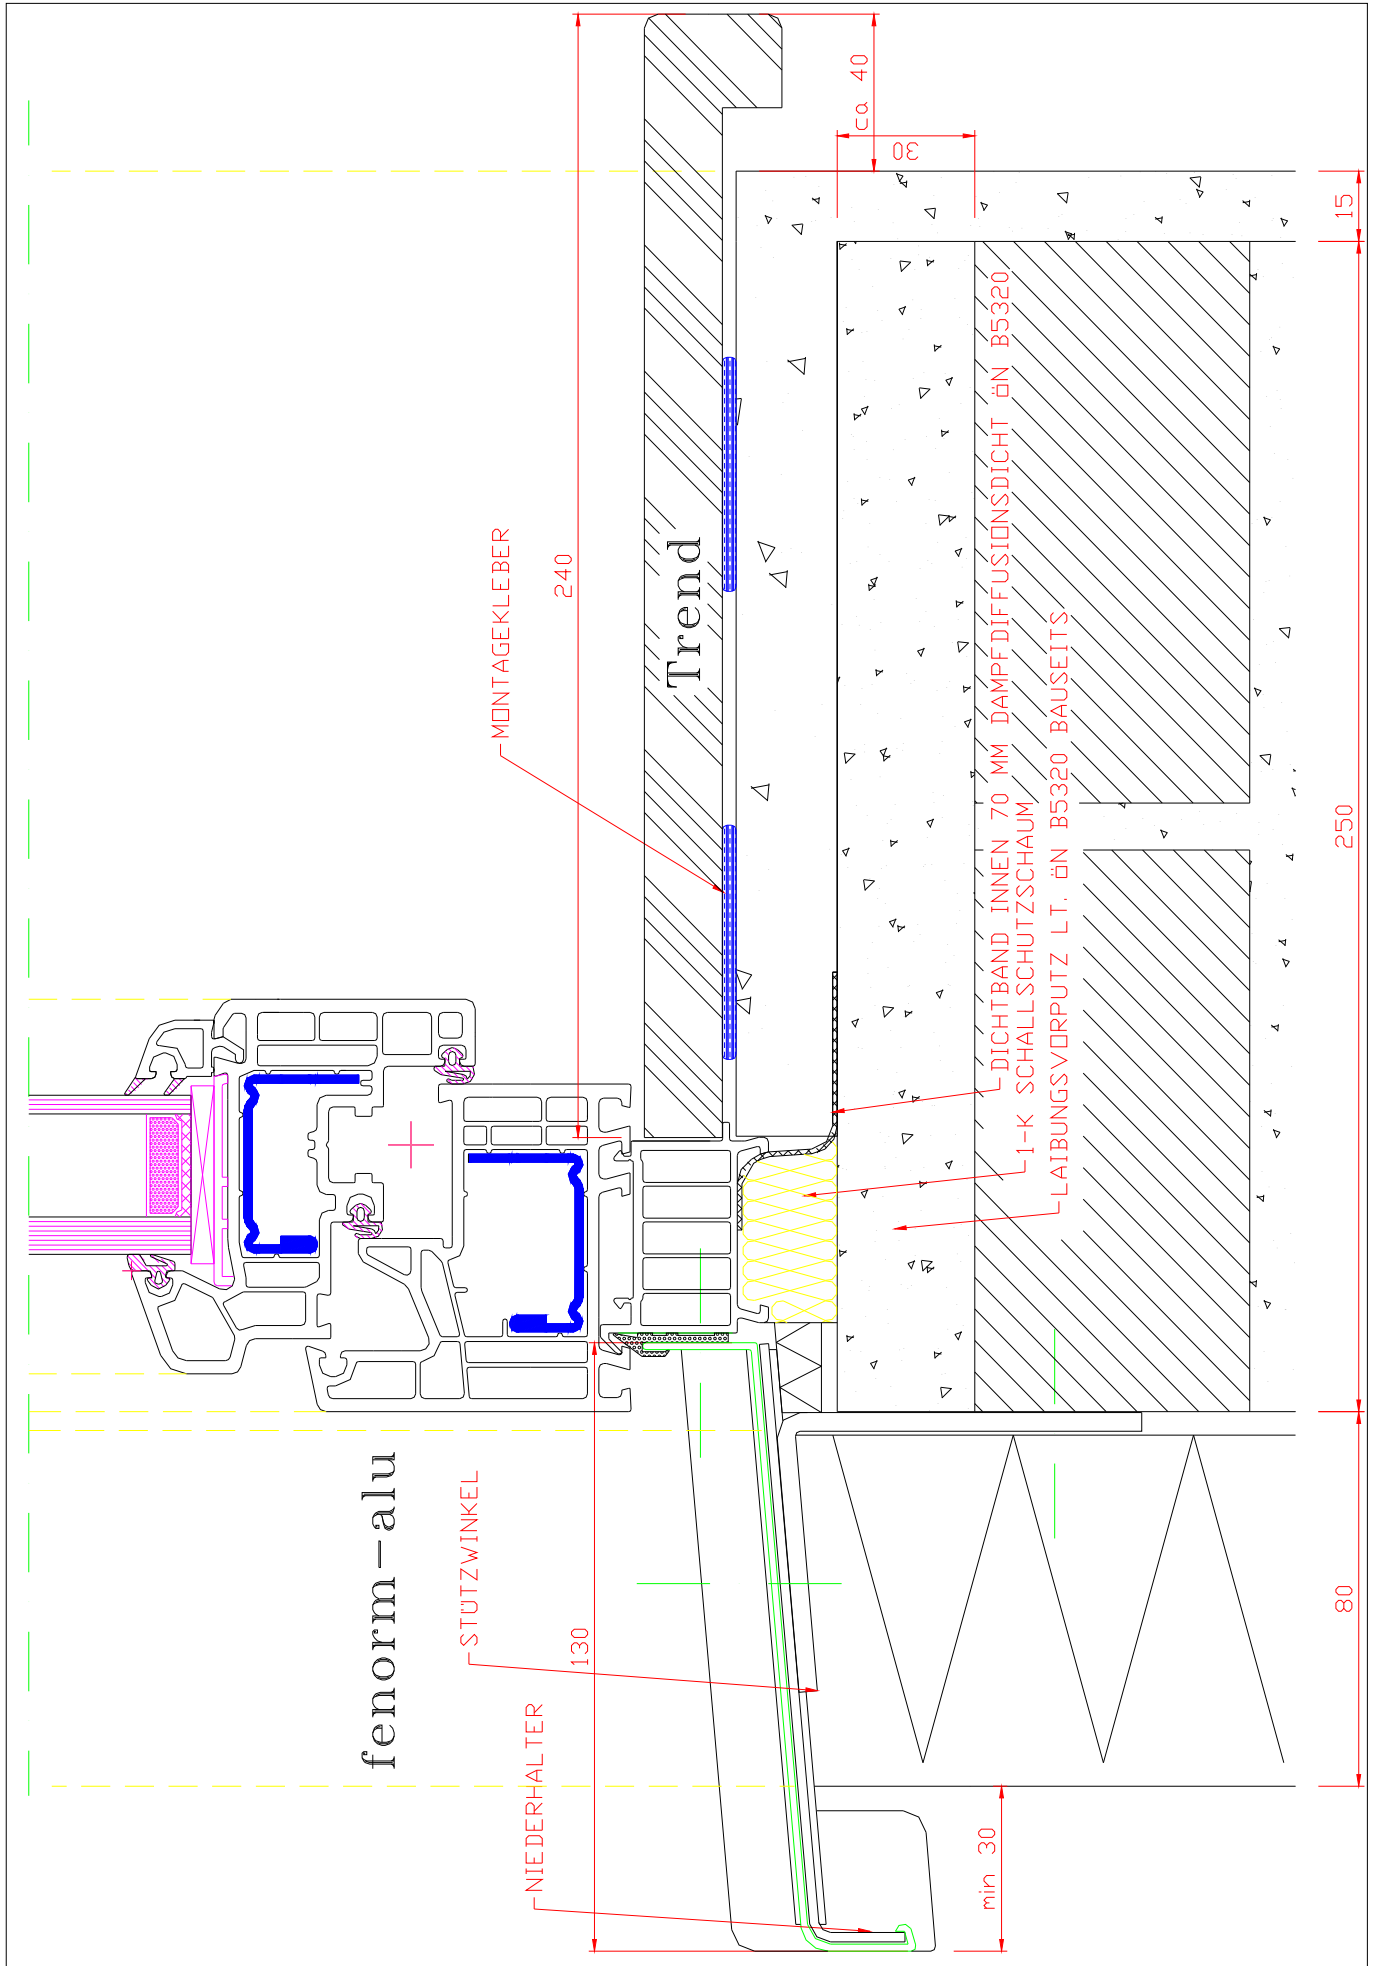 ca 40
30
15
DICHTBAND INNEN 70 MM DAMPFDIFFUSIONSDICHT ÖN B5320
1-K SCHALLSCHUTZSCHAUM
LAIBUNGSVORPUTZ LT. ÖN B5320 BAUSEITS
MONTAGEKLEBER
240
Trend
250
fenorm-alu
STÜTZWINKEL
130
80
NIEDERHALTER
min 30